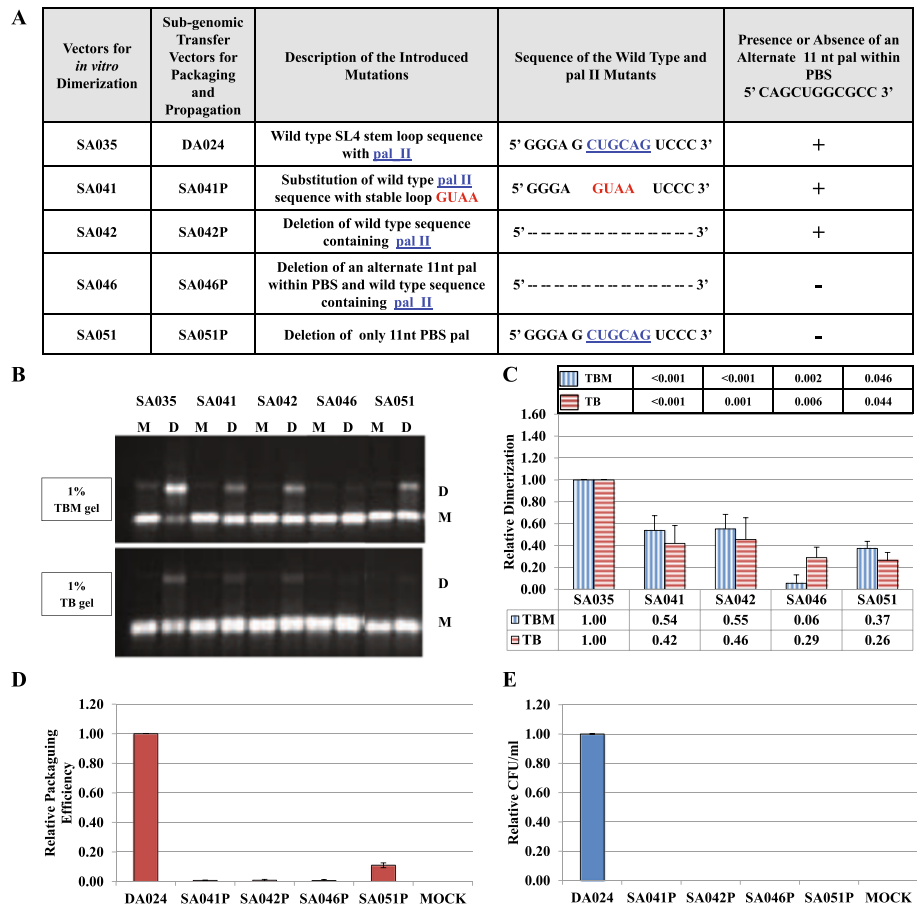 A
Vectors for in vitro Dimerization
Sub-genomic Transfer Vectors for Packaging and Propagation
Description of the Introduced Mutations
Sequence of the Wild Type and pal II Mutants
Presence or Absence of an Alternate 11 nt pal within PBS 5' CAGCUGGCGCC 3'
SA035
DA024
Wild type SL4 stem loop sequence with pal_II
5' GGGA G CUGCAG UCCC 3'
+
SA041
SA041P
Substitution of wild type pal II sequence with stable loop GUAA
5' GGGA GUAA UCCC 3'
+
SA042
SA042P
Deletion of wild type sequence containing pal II
5' -- -- -- -- -- -- -- -- -- - 3'
+
SA046
SA046P
Deletion of an alternate 11nt pal within PBS and wild type sequence containing pal_II
5' -- -- -- -- -- -- -- -- -- - 3'
-
SA051
SA051P
Deletion of only 11nt PBS pal
5' GGGA G CUGCAG UCCC 3'
-
B
SA035 SA041 SA042 SA046 SA051
M D M D M D M D M D
1% TBM gel
D
M
1% TB gel
D
M
C
TBM <0.001 <0.001 0.002 0.046
TB <0.001 0.001 0.006 0.044
Relative Dimerization
1.60
1.40
1.20
1.00
0.80
0.60
0.40
0.20
0.00
SA035 SA041 SA042 SA046 SA051
TBM 1.00 0.54 0.55 0.06 0.37
TB 1.00 0.42 0.46 0.29 0.26
D
Relative Packaguing Efficiency
1.20
1.00
0.80
0.60
0.40
0.20
0.00
DA024 SA041P SA042P SA046P SA051P MOCK
E
Relative CFU/ml
1.20
1.00
0.80
0.60
0.40
0.20
0.00
DA024 SA041P SA042P SA046P SA051P MOCK